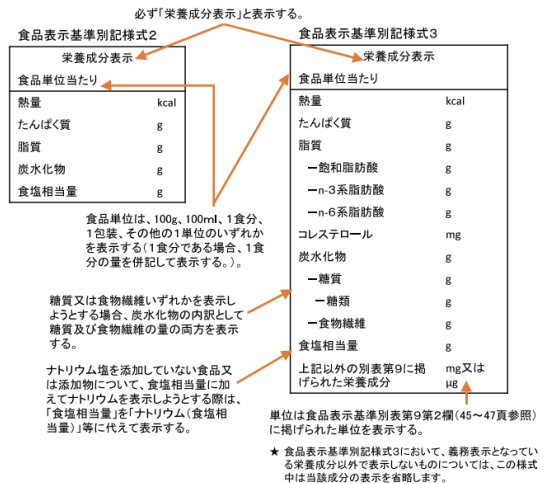 必ず「栄養成分表示」と表示する。
食品表示基準別記様式2
栄養成分表示
食品単位当たり
熱量 kcal
たんぱく質 g
脂質 g
炭水化物 g
食塩相当量 g
食品表示基準別記様式3
栄養成分表示
食品単位当たり
熱量 kcal
たんぱく質 g
脂質 g
－飽和脂肪酸 g
－n-3系脂肪酸 g
－n-6系脂肪酸 g
コレステロール mg
炭水化物 g
－糖質 g
－糖類 g
－食物繊維 g
食塩相当量 g
上記以外の別表第9に掲 mg又は
げられた栄養成分 μg
食品単位は、100g、100ml、1食分、
1包装、その他の1単位のいずれか
を表示する（1食分である場合、1食
分の量を併記して表示する。）。
糖質又は食物繊維いずれかを表示し
ようとする場合、炭水化物の内訳として
糖質及び食物繊維の量の両方を表示
する。
ナトリウム塩を添加していない食品又
は添加物について、食塩相当量に加
えてナトリウムを表示しようとする際は、
「食塩相当量」を「ナトリウム（食塩相
当量）」等に代えて表示する。
単位は食品表示基準別表第9第2欄（45～47頁参照）
に掲げられた単位を表示する。
★ 食品表示基準別記様式3において、義務表示となってい
る栄養成分以外で表示しないものについては、この様式
中は当該成分の表示を省略します。